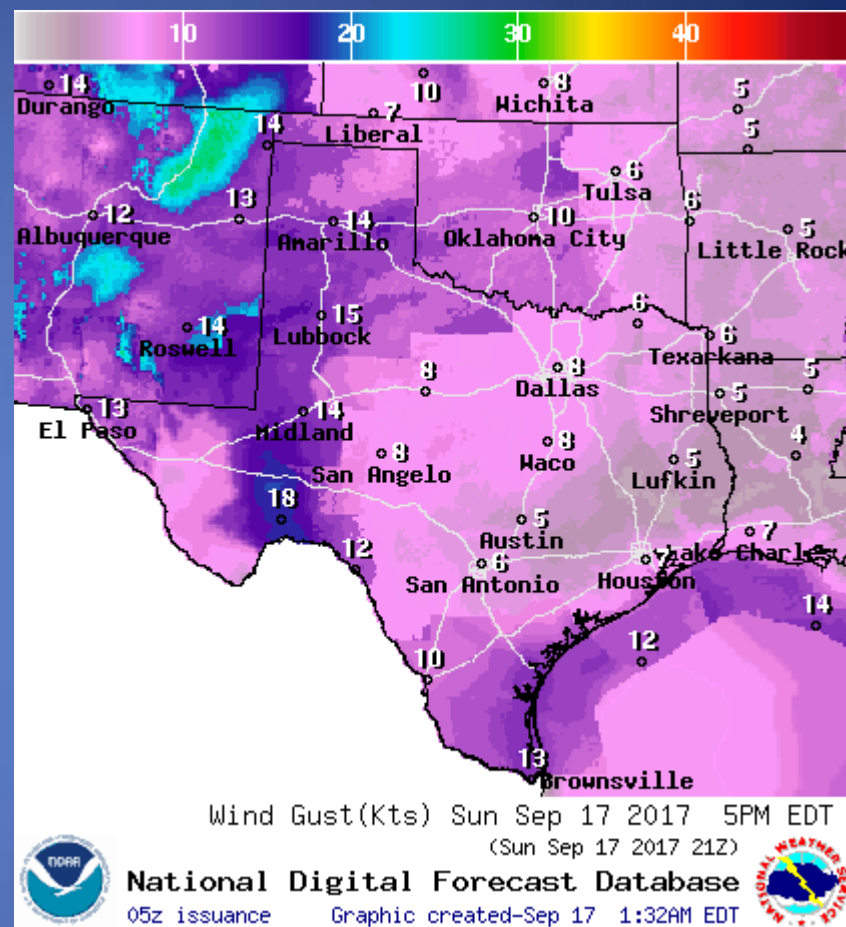 10 20 30 40
14 10 8 5
Durango Wichita
7
Liberal
14 5
6
Tulsa
12 13 14 10 6 5
Albuquerque Amarillo Oklahoma City Little Rock
14 15 6 6
Roswell Lubbock Texarkana
8 8 5 5
Dallas Shreveport
13 14
El Paso Midland
8 8 5 4
San Angelo Waco Lufkin
18 5 7
Austin Lake Charles
12 6
San Antonio Houston
14
12
10
13
Brownsville
Wind Gust(Kts) Sun Sep 17 2017 5PM EDT
(Sun Sep 17 2017 21Z)
NOAA
National Digital Forecast Database
05z issuance Graphic created-Sep 17 1:32AM EDT
NATIONAL WEATHER SERVICE